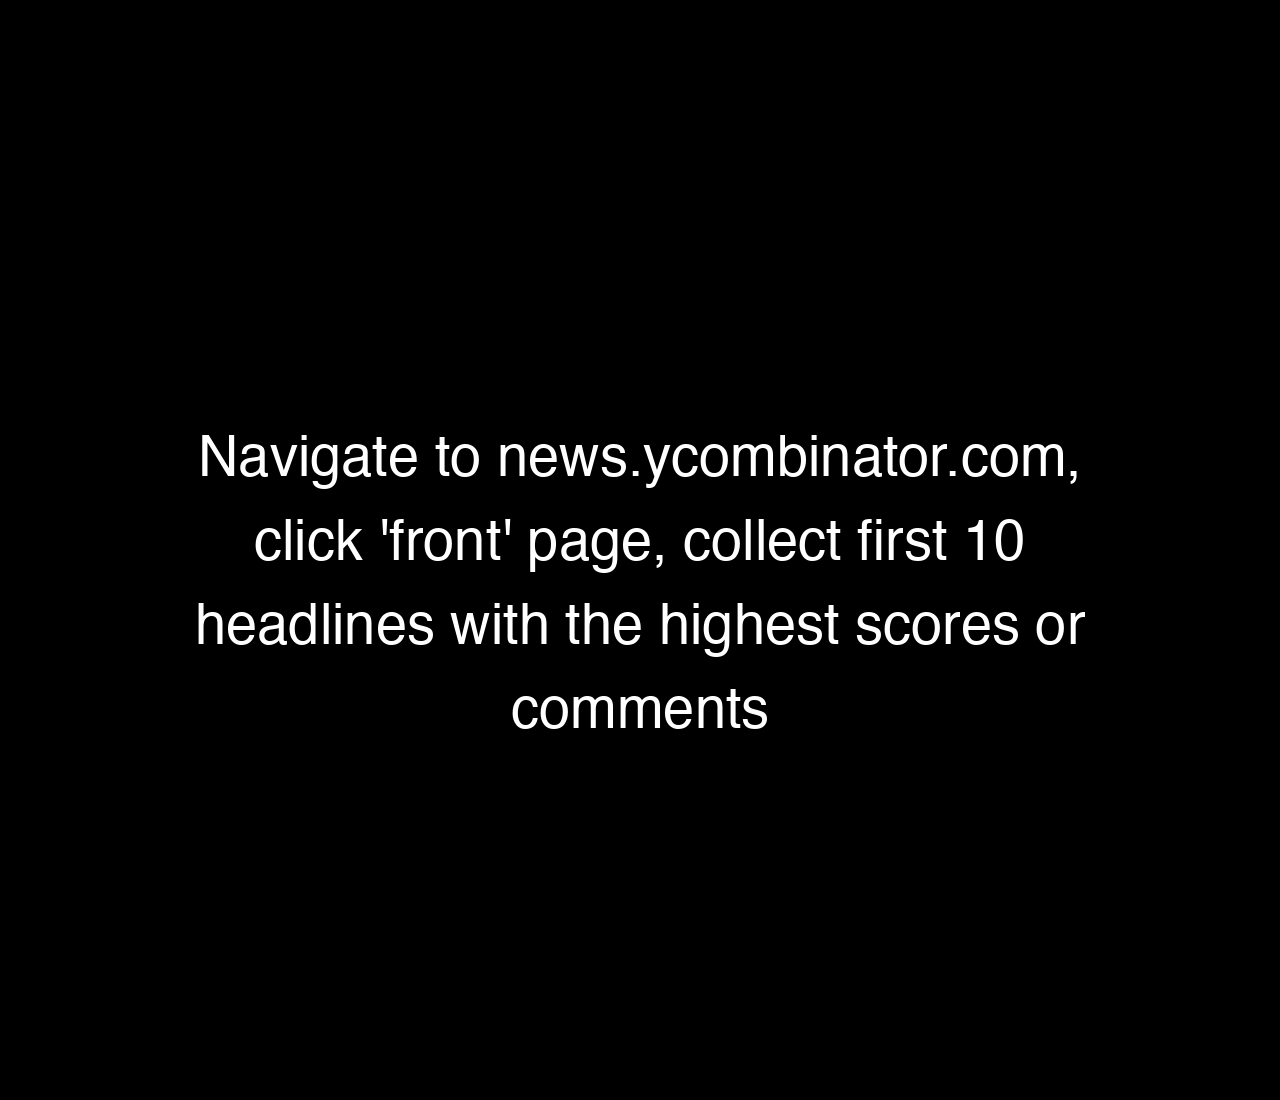 Navigate to news.ycombinator.com,
click 'front' page, collect first 10
headlines with the highest scores or
comments